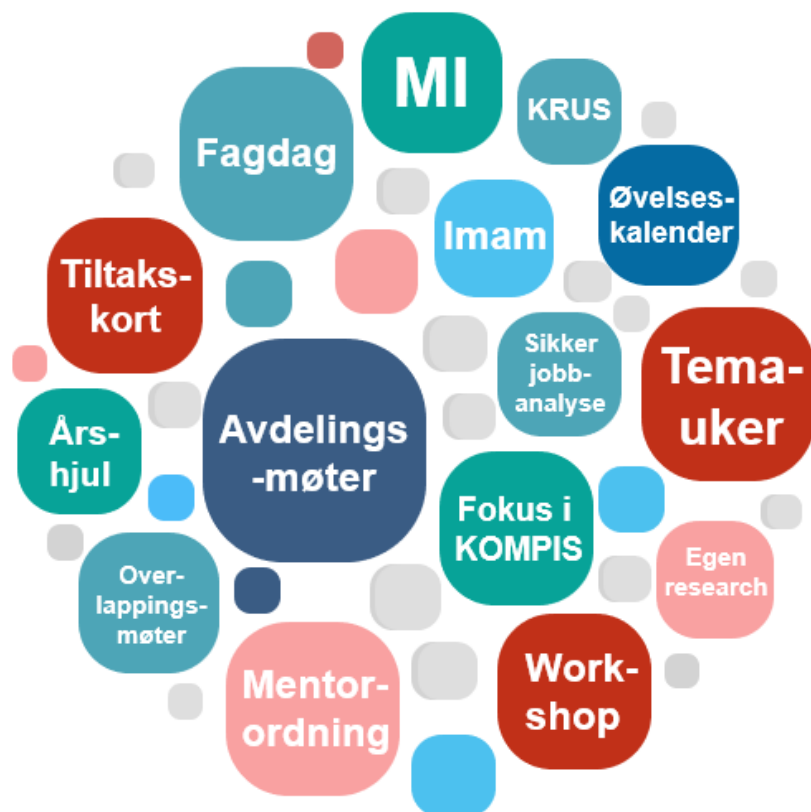 MI
KRUS
Fagdag
Øvelses-
kalender
Imam
Tiltaks-
kort
Sikker
jobb-
analyse
Tema-
uker
Avdelings
-møter
Års-
hjul
Fokus i
KOMPIS
Egen
research
Over-
lappings-
møter
Mentor-
ordning
Work-
shop